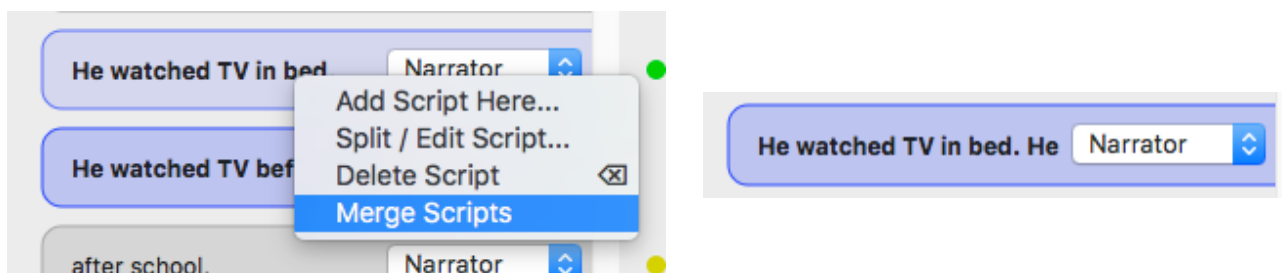 He watched TV in bed. Narrator
Add Script Here...
Split / Edit Script...
He watched TV bef
Delete Script
Merge Scripts
after school. Narrator
He watched TV in bed. He Narrator